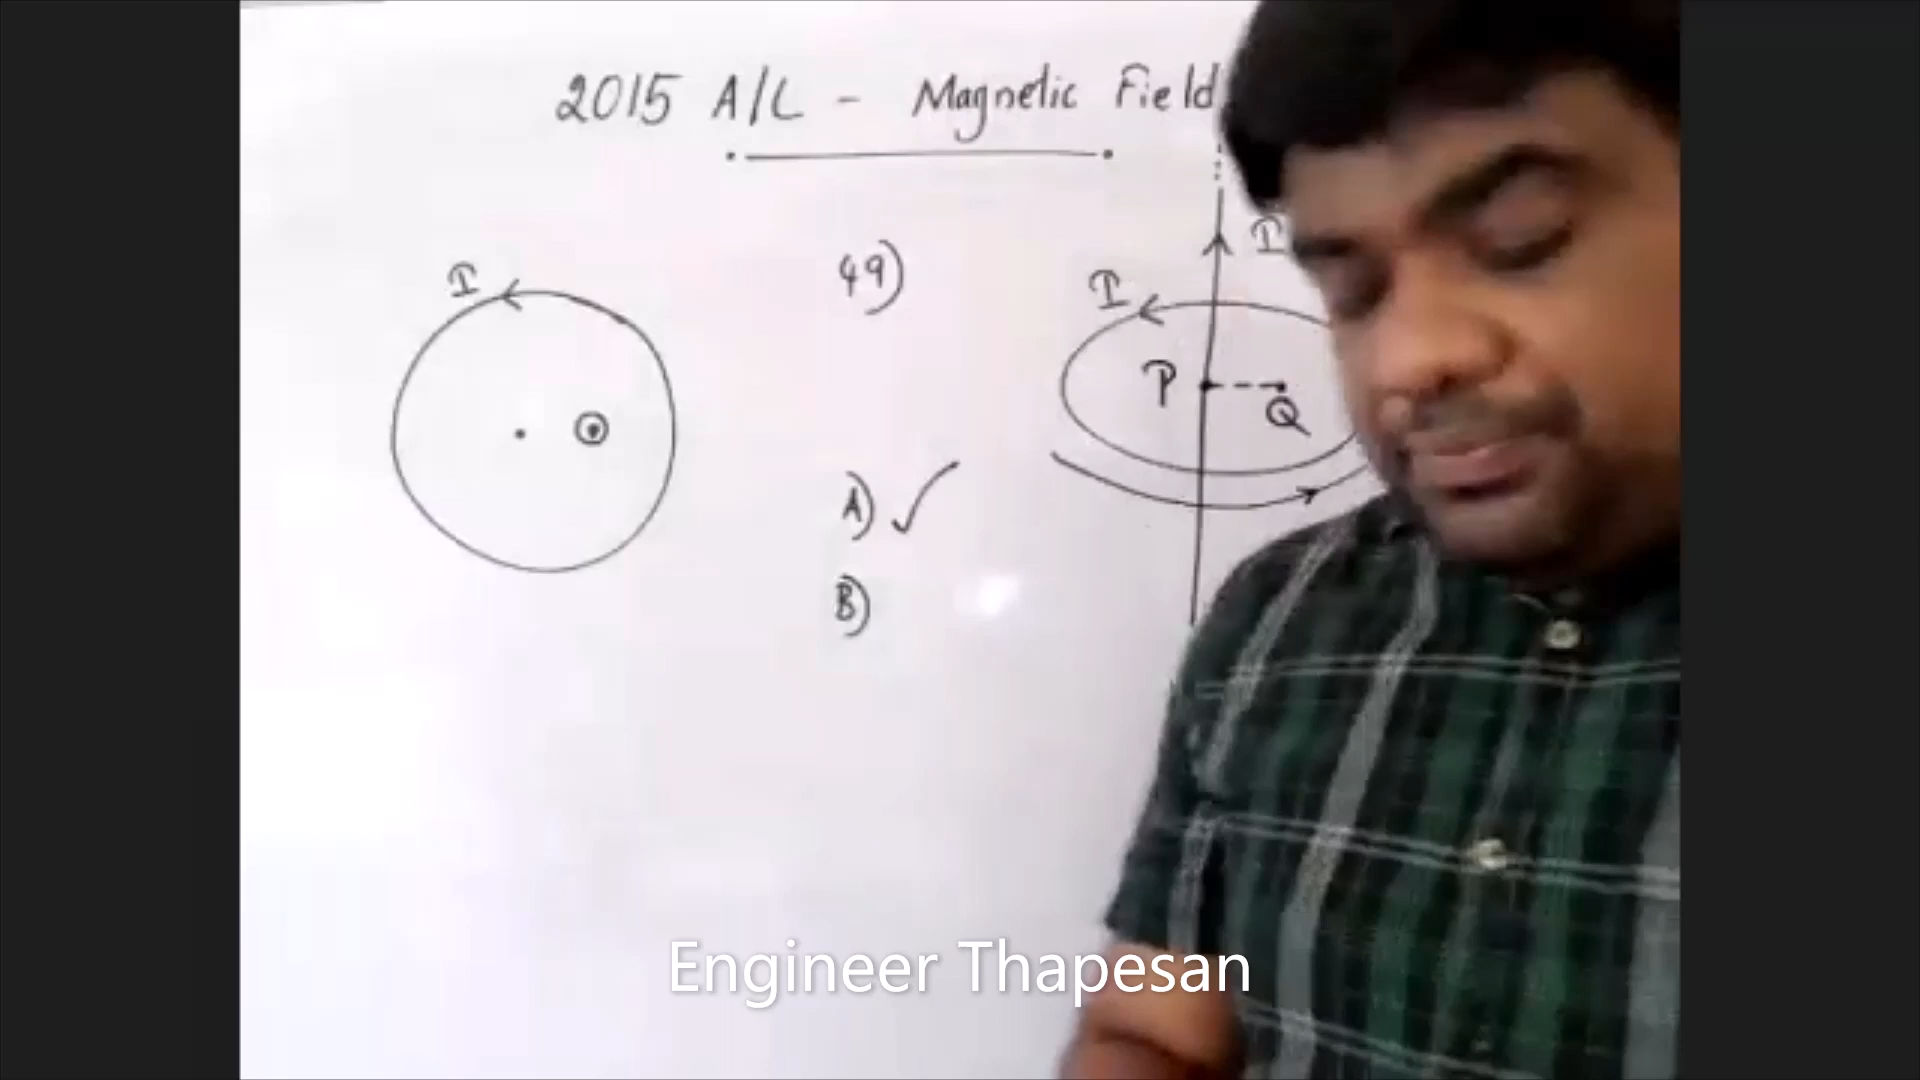 2015 A/L - Magnetic Field
I
49)
I
I
P
Q
A) ✓
B)
Engineer Thapesan